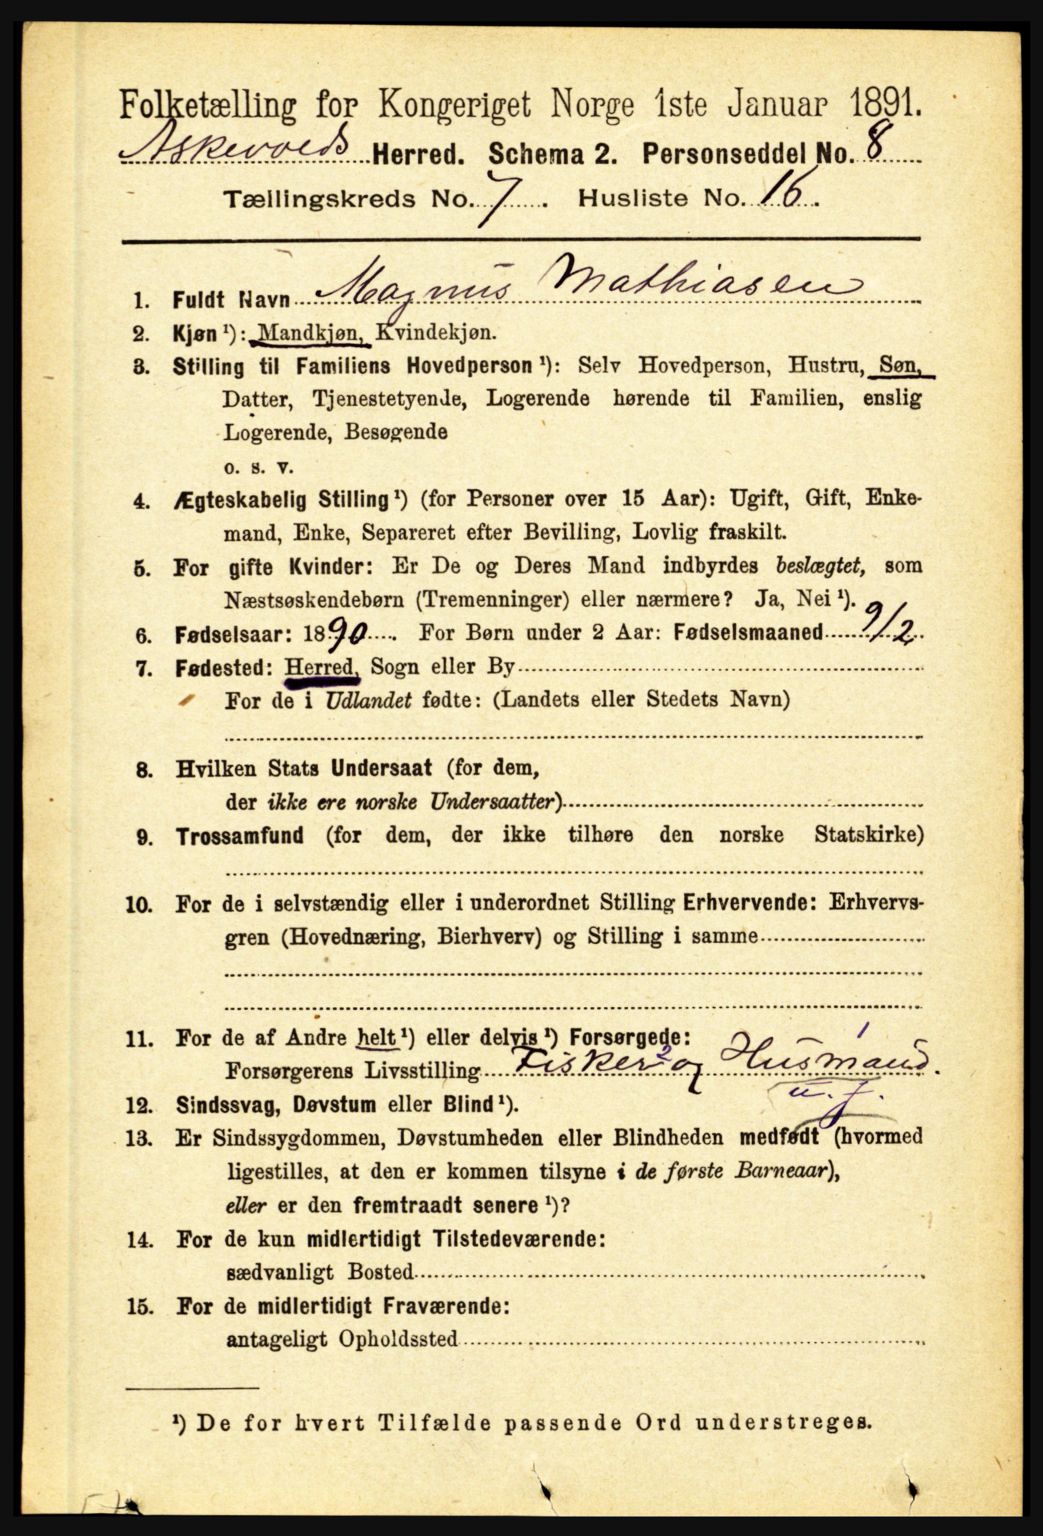 Folketælling for Kongeriget Norge 1ste Januar 1891.
Askevolds Herred. Schema 2. Personseddel No. 8
Tællingskreds No. 7. Husliste No. 16.
1. Fuldt Navn Magnus Mathiasen
2. Kjøn ¹): Mandkjøn, Kvindekjøn.
3. Stilling til Familiens Hovedperson ¹): Selv Hovedperson, Hustru, Søn,
Datter, Tjenestetyende, Logerende hørende til Familien, enslig
Logerende, Besøgende
o. s. v.
4. Ægteskabelig Stilling ¹) (for Personer over 15 Aar): Ugift, Gift, Enke-
mand, Enke, Separeret efter Bevilling, Lovlig fraskilt.
5. For gifte Kvinder: Er De og Deres Mand indbyrdes beslægtet, som
Næstsøskendebørn (Tremenninger) eller nærmere? Ja, Nei ¹).
6. Fødselsaar: 1890. For Børn under 2 Aar: Fødselsmaaned 9/2.
7. Fødested: Herred, Sogn eller By
For de i Udlandet fødte: (Landets eller Stedets Navn)
8. Hvilken Stats Undersaat (for dem,
der ikke ere norske Undersaatter)
9. Trossamfund (for dem, der ikke tilhøre den norske Statskirke)
10. For de i selvstændig eller i underordnet Stilling Erhvervende: Erhvervs-
gren (Hovednæring, Bierhverv) og Stilling i samme
11. For de af Andre helt ¹) eller delvis ¹) Forsørgede:
1
Forsørgerens Livsstilling Fisker 2 og Husmand.
u. j.
12. Sindssvag, Døvstum eller Blind ¹).
13. Er Sindssygdommen, Døvstumheden eller Blindheden medfødt (hvormed
ligestilles, at den er kommen tilsyne i de første Barneaar),
eller er den fremtraadt senere ¹)?
14. For de kun midlertidigt Tilstedeværende:
sædvanligt Bosted
15. For de midlertidigt Fraværende:
antageligt Opholdssted
¹) De for hvert Tilfælde passende Ord understreges.